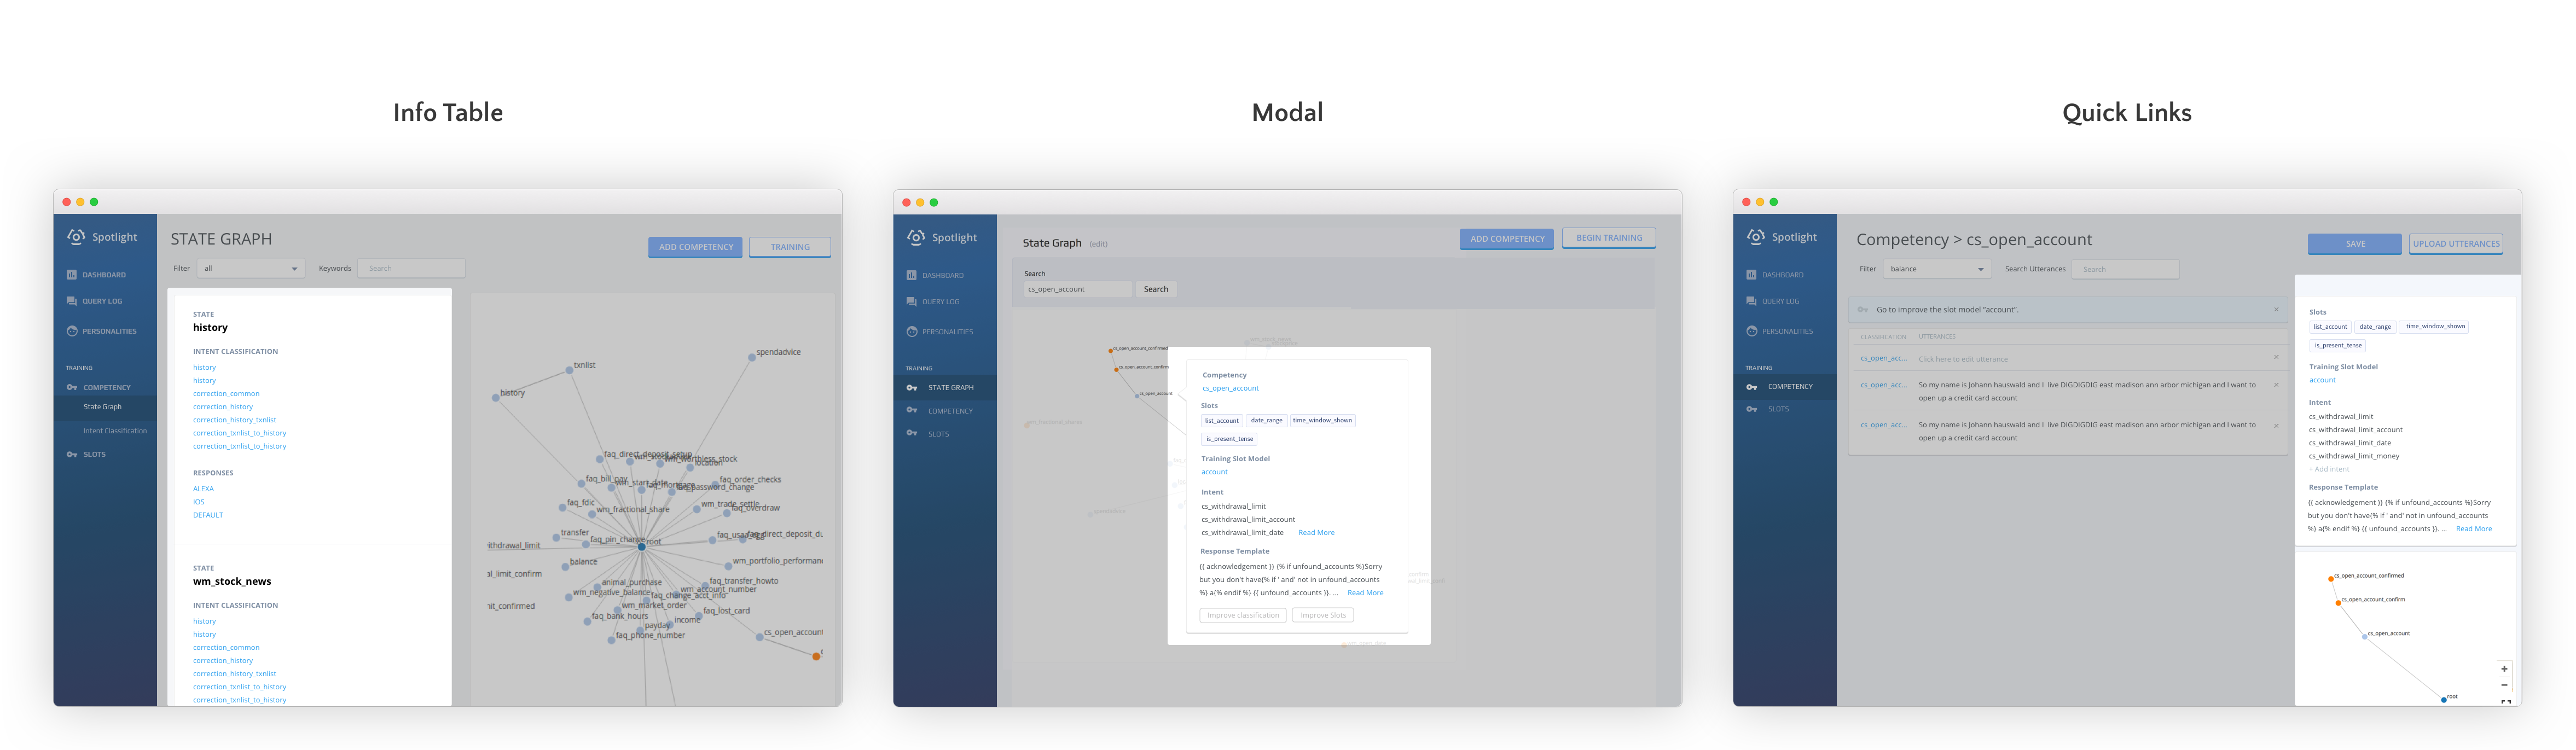 Info Table
Modal
Quick Links
Spotlight
DASHBOARD
QUERY LOG
PERSONALITIES
TRAINING
COMPETENCY
State Graph
Intent Classification
SLOTS
STATE GRAPH
ADD COMPETENCY
TRAINING
Filter
all
Keywords
Search
STATE
history
INTENT CLASSIFICATION
history
history
correction_common
correction_history
correction_history_txnlist
correction_txnlist_to_history
correction_txnlist_to_history
RESPONSES
ALEXA
IOS
DEFAULT
STATE
wm_stock_news
INTENT CLASSIFICATION
history
history
correction_common
correction_history
correction_history_txnlist
correction_txnlist_to_history
correction_txnlist_to_history
spendadvice
txnlist
history
faq_direct_deposit_setup
location
faq_bill_pay
faq_order_checks
faq_fdic
wm_fractional_share
wm_trade_settle
faq_overdraw
transfer
faq_pin_change
root
ithdrawal_limit
balance
wm_portfolio_performan
al_limit_confirmed
animal_purchase
faq_transfer_howto
wm_negative_balance
faq_change_acct_info
wm_account_number
nit_confirmed
wm_market_order
faq_bank_hours
income
faq_lost_card
payday
faq_phone_number
cs_open_account
Spotlight
DASHBOARD
QUERY LOG
PERSONALITIES
TRAINING
STATE GRAPH
COMPETENCY
SLOTS
State Graph (edit)
ADD COMPETENCY
BEGIN TRAINING
Search
cs_open_account
Search
cs_open_account_confirmed
cs_open_account_confirm
cs_open_account
spendadvice
Competency
cs_open_account
Slots
list_account
date_range
time_window_shown
is_present_tense
Training Slot Model
account
Intent
cs_withdrawal_limit
cs_withdrawal_limit_account
cs_withdrawal_limit_date Read More
Response Template
{{ acknowledgement }} {% if unfound_accounts %}Sorry
but you don't have{% if ' and' not in unfound_accounts
%} a{% endif %} {{ unfound_accounts }}. ... Read More
Improve classification
Improve Slots
Spotlight
DASHBOARD
QUERY LOG
PERSONALITIES
TRAINING
COMPETENCY
SLOTS
Competency > cs_open_account
SAVE
UPLOAD UTTERANCES
Filter
balance
Search Utterances
Search
Go to improve the slot model “account”.
CLASSIFICATION
UTTERANCES
cs_open_acc...
Click here to edit utterance
cs_open_acc...
So my name is Johann hauswald and I live DIGDIGDIG east madison ann arbor michigan and I want to
open up a credit card account
cs_open_acc...
So my name is Johann hauswald and I live DIGDIGDIG east madison ann arbor michigan and I want to
open up a credit card account
Slots
list_account
date_range
time_window_shown
is_present_tense
Training Slot Model
account
Intent
cs_withdrawal_limit
cs_withdrawal_limit_account
cs_withdrawal_limit_date
cs_withdrawal_limit_money
+ Add intent
Response Template
{{ acknowledgement }} {% if unfound_accounts %}Sorry
but you don't have{% if ' and' not in unfound_accounts
%} a{% endif %} {{ unfound_accounts }}. ... Read More
cs_open_account_confirmed
cs_open_account_confirm
cs_open_account
root